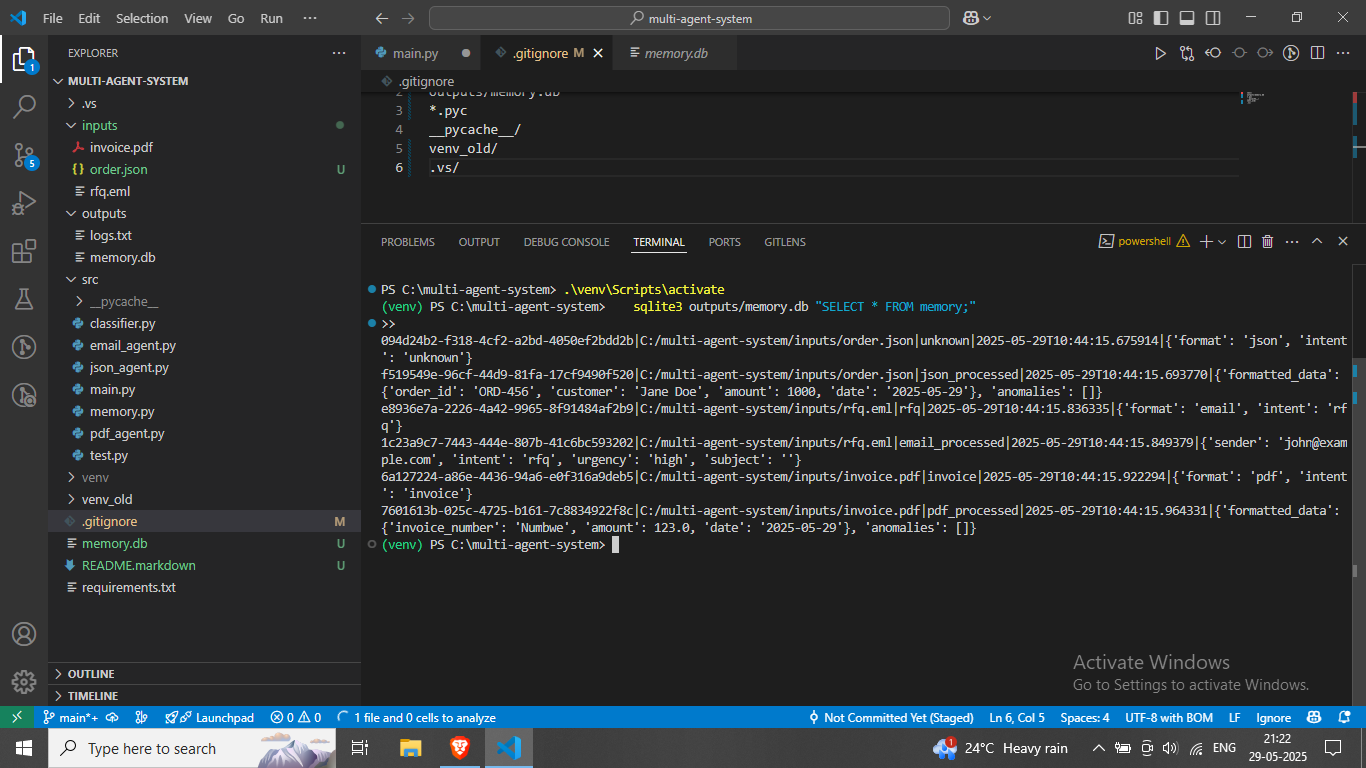 File Edit Selection View Go Run ··· multi-agent-system
EXPLORER ···
MULTI-AGENT-SYSTEM
.vs
inputs
invoice.pdf
{} order.json U
rfq.eml
outputs
logs.txt
memory.db
src
__pycache__
classifier.py
email_agent.py
json_agent.py
main.py
memory.py
pdf_agent.py
test.py
venv
venv_old
.gitignore M
memory.db U
README.markdown U
requirements.txt
OUTLINE
TIMELINE
1
5
main.py .gitignore M memory.db
.gitignore
2 outputs/memory.db
3 *.pyc
4 __pycache__/
5 venv_old/
6 .vs/
PROBLEMS OUTPUT DEBUG CONSOLE TERMINAL PORTS GITLENS powershell
PS C:\multi-agent-system> .\venv\Scripts\activate
(venv) PS C:\multi-agent-system> sqlite3 outputs/memory.db "SELECT * FROM memory;"
>>
094d24b2-f318-4cf2-a2bd-4050ef2bdd2b|C:/multi-agent-system/inputs/order.json|unknown|2025-05-29T10:44:15.675914|{'format': 'json', 'intent
': 'unknown'}
f519549e-96cf-44d9-81fa-17cf9490f520|C:/multi-agent-system/inputs/order.json|json_processed|2025-05-29T10:44:15.693770|{'formatted_data':
{'order_id': 'ORD-456', 'customer': 'Jane Doe', 'amount': 1000, 'date': '2025-05-29'}, 'anomalies': []}
e8936e7a-2226-4a42-9965-8f91484af2b9|C:/multi-agent-system/inputs/rfq.eml|rfq|2025-05-29T10:44:15.836335|{'format': 'email', 'intent': 'rf
q'}
1c23a9c7-7443-444e-807b-41c6bc593202|C:/multi-agent-system/inputs/rfq.eml|email_processed|2025-05-29T10:44:15.849379|{'sender': 'john@exam
ple.com', 'intent': 'rfq', 'urgency': 'high', 'subject': ''}
6a127224-a86e-4436-94a6-e0f316a9deb5|C:/multi-agent-system/inputs/invoice.pdf|invoice|2025-05-29T10:44:15.922294|{'format': 'pdf', 'intent
': 'invoice'}
7601613b-025c-4725-b161-7c8834922f8c|C:/multi-agent-system/inputs/invoice.pdf|pdf_processed|2025-05-29T10:44:15.964331|{'formatted_data':
{'invoice_number': 'Numbwe', 'amount': 123.0, 'date': '2025-05-29'}, 'anomalies': []}
(venv) PS C:\multi-agent-system>
Activate Windows
Go to Settings to activate Windows.
main*+ Launchpad 0 0 1 file and 0 cells to analyze Not Committed Yet (Staged) Ln 6, Col 5 Spaces: 4 UTF-8 with BOM LF Ignore
Type here to search 1 24°C Heavy rain ENG 21:22
29-05-2025